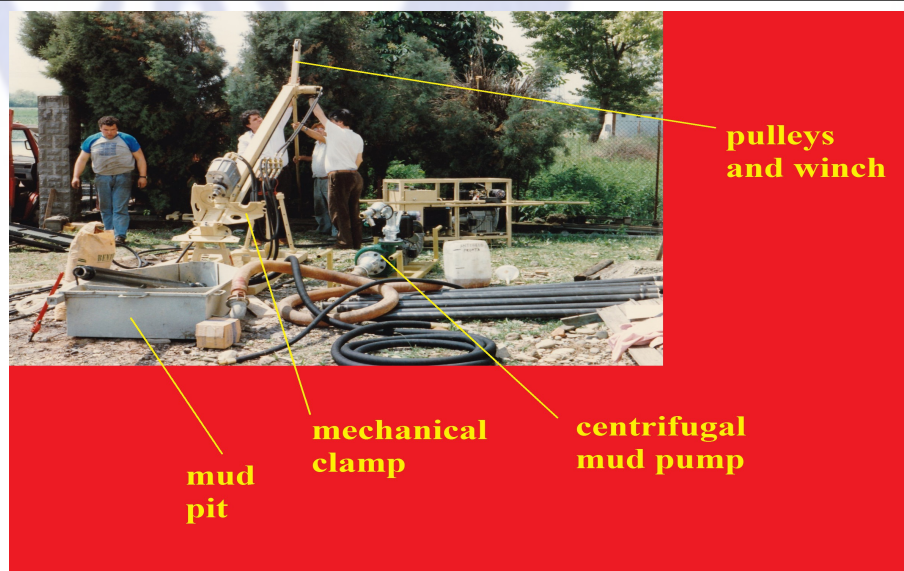 pulleys
and winch
mechanical
clamp
centrifugal
mud pump
mud
pit